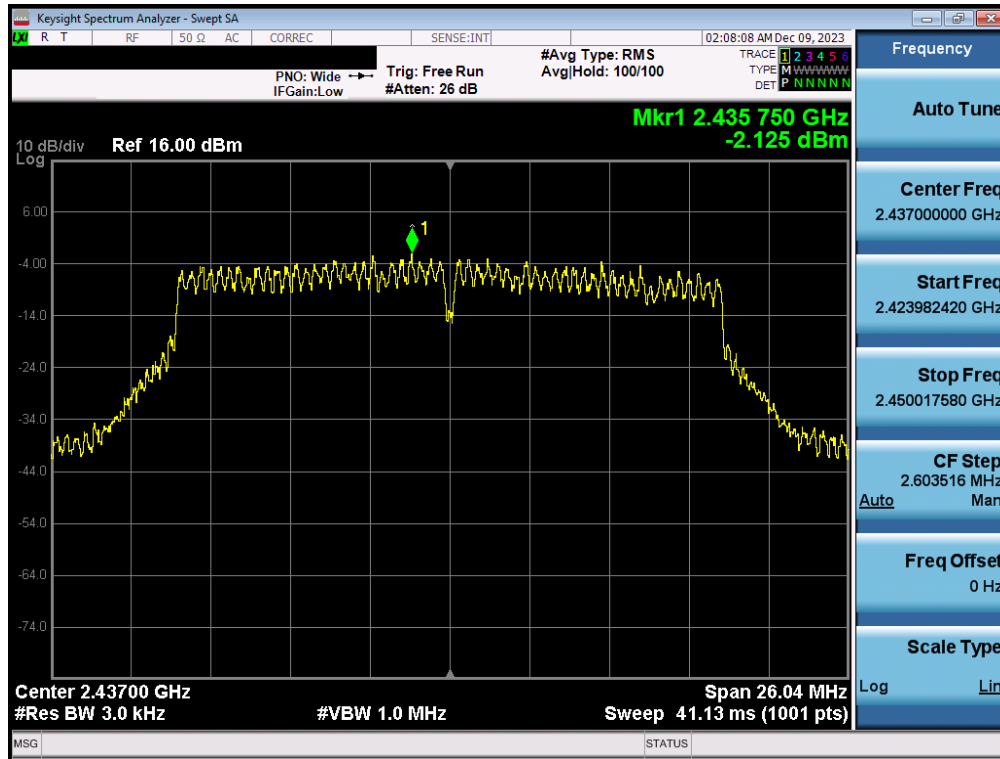 Keysight Spectrum Analyzer - Swept SA
LXI R T RF 50 Ω AC CORREC SENSE:INT 02:08:08 AM Dec 09, 2023
PNO: Wide Trig: Free Run #Avg Type: RMS TRACE 1 2 3 4 5 6
IFGain:Low #Atten: 26 dB Avg|Hold: 100/100 TYPE M WWWWW
DET P N N N N N
Mkr1 2.435 750 GHz
-2.125 dBm
10 dB/div Ref 16.00 dBm
Log
6.00
1
-4.00
-14.0
-24.0
-34.0
-44.0
-54.0
-64.0
-74.0
Center 2.43700 GHz Span 26.04 MHz
#Res BW 3.0 kHz #VBW 1.0 MHz Sweep 41.13 ms (1001 pts)
MSG STATUS
Frequency
Auto Tune
Center Freq
2.437000000 GHz
Start Freq
2.423982420 GHz
Stop Freq
2.450017580 GHz
CF Step
2.603516 MHz
Auto Man
Freq Offset
0 Hz
Scale Type
Log Lin